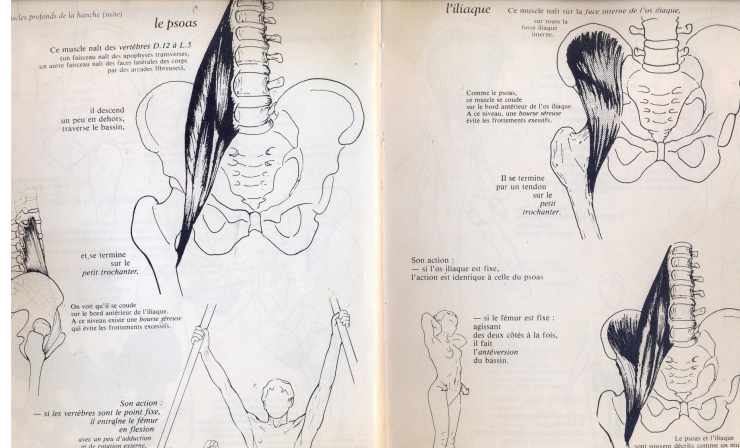 scles profonds de la hanche (suite)
le psoas
Ce muscle naît des vertèbres D.12 à L.5
(un faisceau naît des apophyses transverses,
un autre faisceau naît des faces latérales des corps
par des arcades fibreuses),
il descend
un peu en dehors,
traverse le bassin,
et,se termine
sur le
petit trochanter,
On voit qu'il se coude
sur le bord antérieur de l'iliaque.
A ce niveau existe une bourse séreuse
qui évite les frottements excessifs.
Son action :
— si les vertèbres sont le point fixe,
il entraîne le fémur
en flexion
avec un peu d'adduction
et de rotation externe.
l'iliaque
Ce muscle naît sur la face interne de l'os iliaque,
sur toute la
fosse iliaque
interne,
Comme le psoas,
ce muscle se coude
sur le bord antérieur de l'os iliaque.
A ce niveau, une bourse séreuse
évite les frottements exessifs.
Il se termine
par un tendon
sur le
petit
trochanter.
Son action :
— si l'os iliaque est fixe,
l'action est identique à celle du psoas
— si le fémur est fixe :
agissant
des deux côtés à la fois,
il fait
l'antéversion
du bassin.
Le psoas et l'iliaque
sont souvent décrits comme un mu